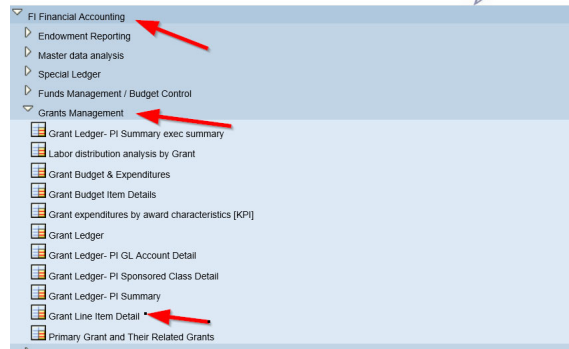 FI Financial Accounting
Endowment Reporting
Master data analysis
Special Ledger
Funds Management / Budget Control
Grants Management
Grant Ledger- PI Summary exec summary
Labor distribution analysis by Grant
Grant Budget & Expenditures
Grant Budget Item Details
Grant expenditures by award characteristics [KPI]
Grant Ledger
Grant Ledger- PI GL Account Detail
Grant Ledger- PI Sponsored Class Detail
Grant Ledger- PI Summary
Grant Line Item Detail
Primary Grant and Their Related Grants